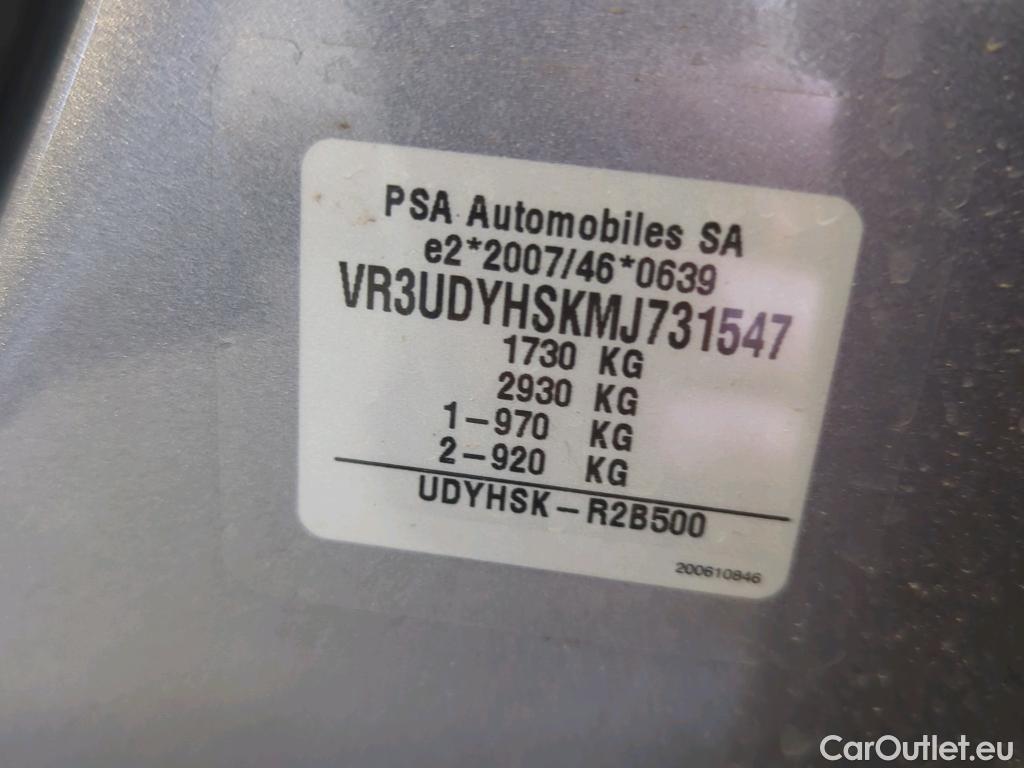 PSA Automobiles SA
e2*2007/46*0639
VR3UDYHSKMJ731547
1730 KG
2930 KG
1-970 KG
2-920 KG
UDYHSK-R2B500
200610846
CarOutlet.eu